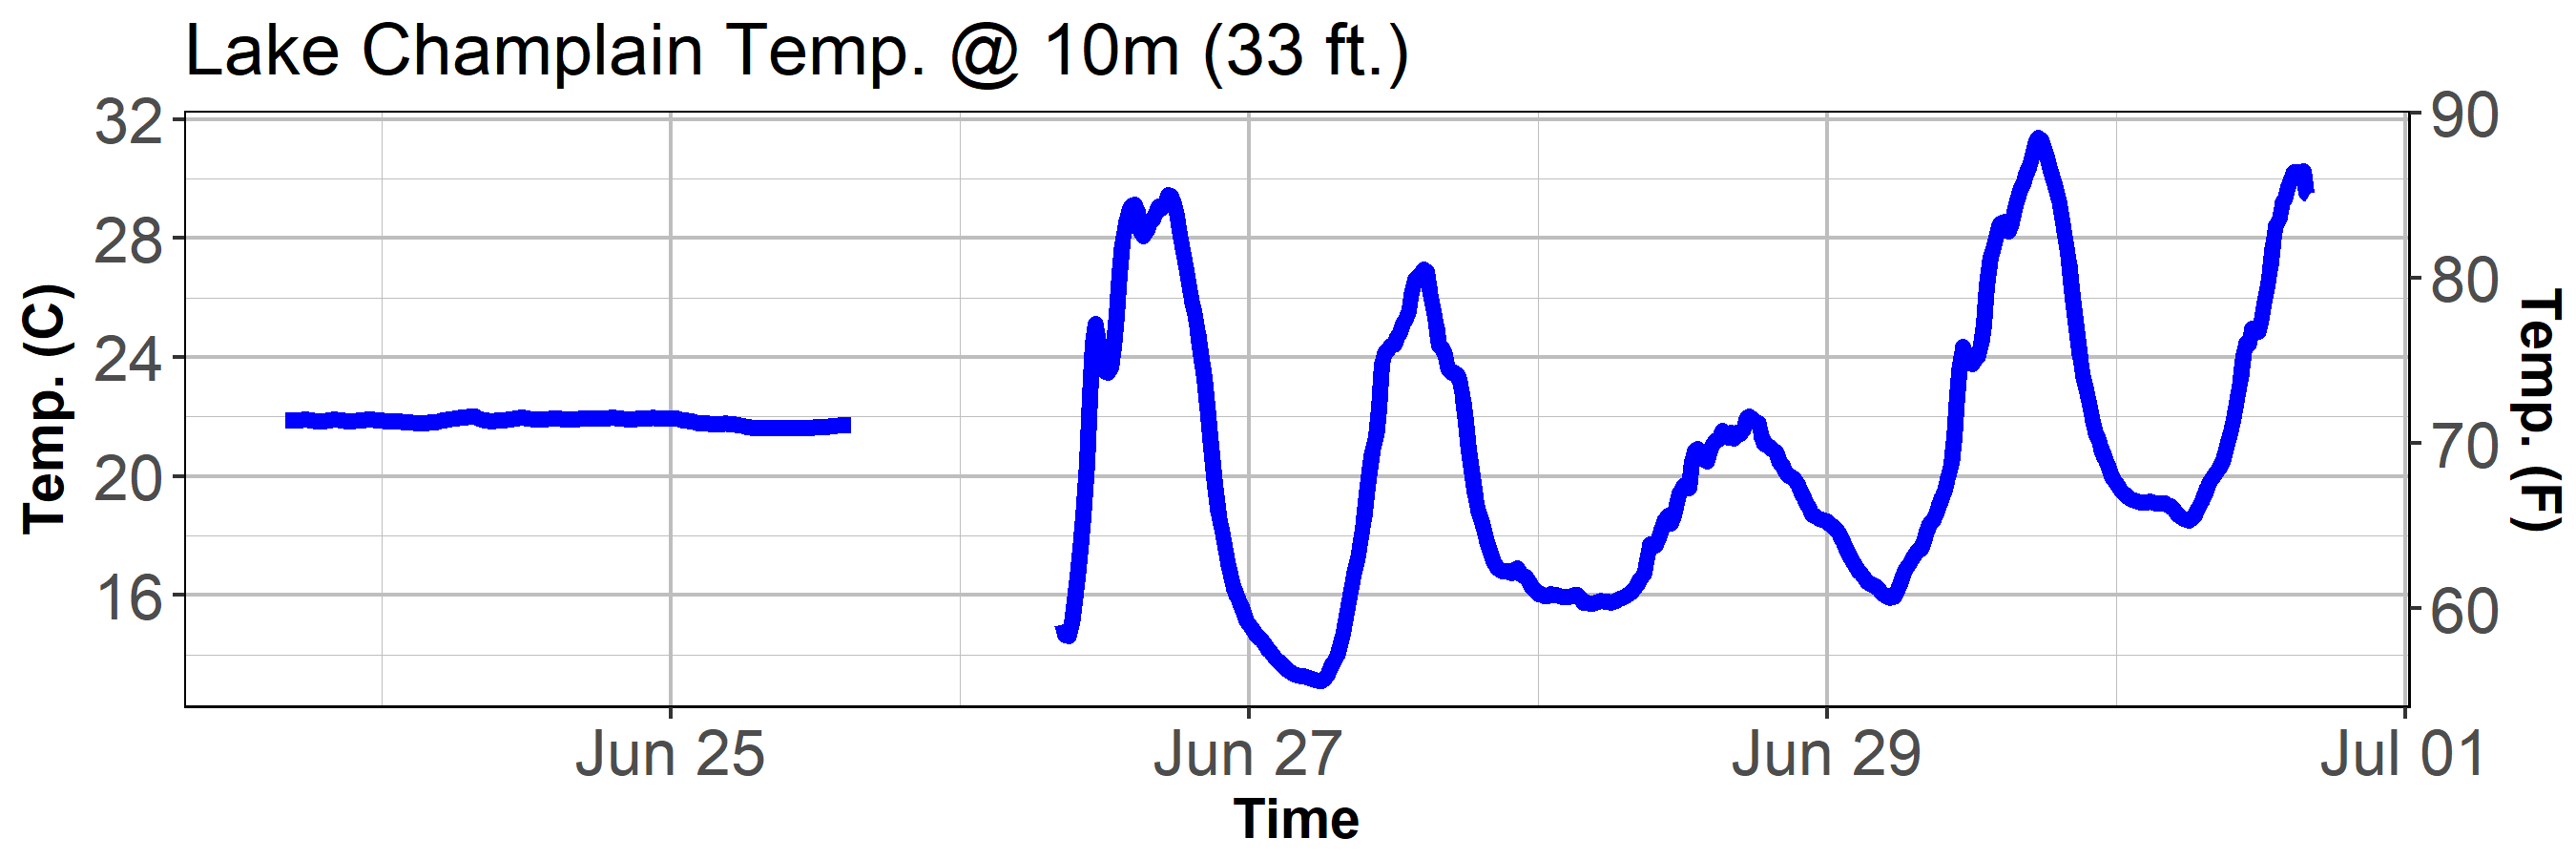 Lake Champlain Temp. @ 10m (33 ft.)
32
28
24
20
16
Temp. (C)
90
80
70
60
Temp. (F)
Jun 25
Jun 27
Jun 29
Jul 01
Time